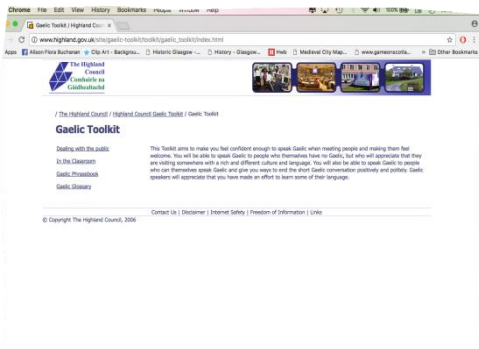 Chrome File Edit View History Bookmarks People Window Help
100%
Gaelic Toolkit | Highland Cou
www.highland.gov.uk/site/gaelic-toolkit/toolkit/gaelic_toolkit/index.html
Apps Alison Flora Buchanan Clip Art - Backgrou... Historic Glasgow -... History - Glasgow... Heb Medieval City Map... www.gamesnscotla... Other Bookmarks
The Highland
Council
Comhairle na
Gàidhealtachd
/ The Highland Council / Highland Council Gaelic Toolkit / Gaelic Toolkit
Gaelic Toolkit
Dealing with the public
In the Classroom
Gaelic Phrasebook
Gaelic Glossary
This Toolkit aims to make you feel confident enough to speak Gaelic when meeting people and making them feel
welcome. You will be able to speak Gaelic to people who themselves have no Gaelic, but who will appreciate that they
are visiting somewhere with a rich and different culture and language. You will also be able to speak Gaelic to people
who can themselves speak Gaelic and give you ways to end the short Gaelic conversation positively and politely. Gaelic
speakers will appreciate that you have made an effort to learn some of their language.
Contact Us | Disclaimer | Internet Safety | Freedom of Information | Links
© Copyright The Highland Council, 2006